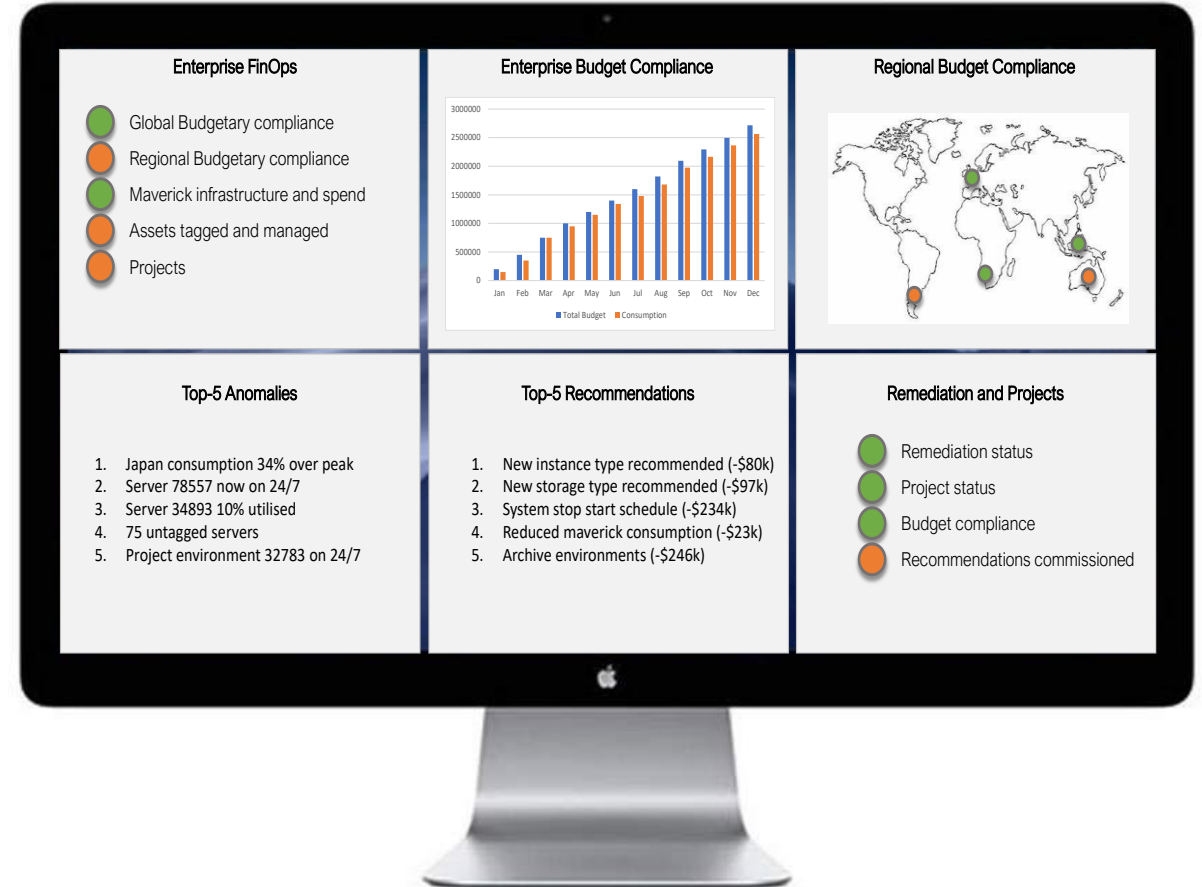 Enterprise FinOps
Global Budgetary compliance
Regional Budgetary compliance
Maverick infrastructure and spend
Assets tagged and managed
Projects
Enterprise Budget Compliance
3000000
2500000
2000000
1500000
1000000
500000
0
Jan Feb Mar Apr May Jun Jul Aug Sep Oct Nov Dec
Total Budget Consumption
Regional Budget Compliance
Top-5 Anomalies
1. Japan consumption 34% over peak
2. Server 78557 now on 24/7
3. Server 34893 10% utilised
4. 75 untagged servers
5. Project environment 32783 on 24/7
Top-5 Recommendations
1. New instance type recommended (-$80k)
2. New storage type recommended (-$97k)
3. System stop start schedule (-$234k)
4. Reduced maverick consumption (-$23k)
5. Archive environments (-$246k)
Remediation and Projects
Remediation status
Project status
Budget compliance
Recommendations commissioned